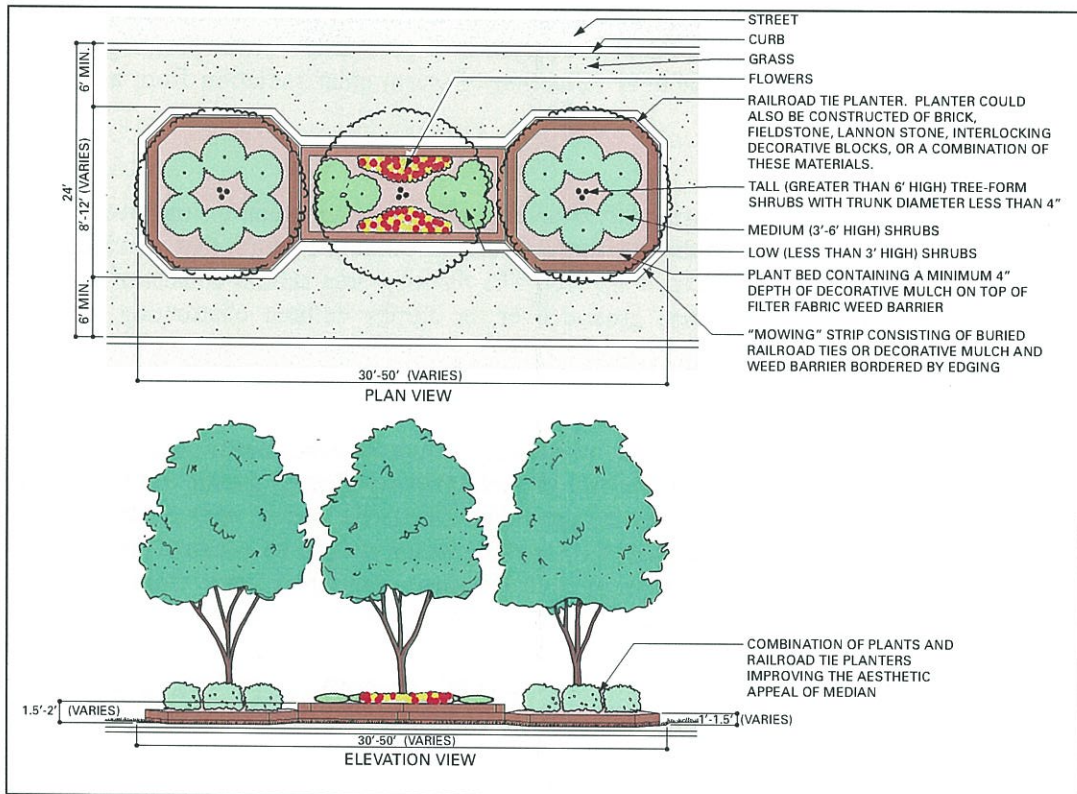 STREET
CURB
GRASS
FLOWERS
RAILROAD TIE PLANTER. PLANTER COULD
ALSO BE CONSTRUCTED OF BRICK,
FIELDSTONE, LANNON STONE, INTERLOCKING
DECORATIVE BLOCKS, OR A COMBINATION OF
THESE MATERIALS.
TALL (GREATER THAN 6' HIGH) TREE-FORM
SHRUBS WITH TRUNK DIAMETER LESS THAN 4"
MEDIUM (3'-6' HIGH) SHRUBS
LOW (LESS THAN 3' HIGH) SHRUBS
PLANT BED CONTAINING A MINIMUM 4"
DEPTH OF DECORATIVE MULCH ON TOP OF
FILTER FABRIC WEED BARRIER
"MOWING" STRIP CONSISTING OF BURIED
RAILROAD TIES OR DECORATIVE MULCH AND
WEED BARRIER BORDERED BY EDGING
6' MIN.
24'
8'-12' (VARIES)
6' MIN.
30'-50' (VARIES)
PLAN VIEW
COMBINATION OF PLANTS AND
RAILROAD TIE PLANTERS
IMPROVING THE AESTHETIC
APPEAL OF MEDIAN
1.5'-2' (VARIES)
1'-1.5' (VARIES)
30'-50' (VARIES)
ELEVATION VIEW